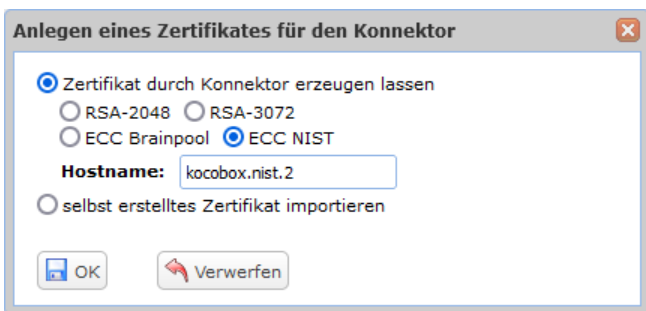 Anlegen eines Zertifikates für den Konnektor
Zertifikat durch Konnektor erzeugen lassen
RSA-2048 RSA-3072
ECC Brainpool ECC NIST
Hostname: kocobox.nist.2
selbst erstelltes Zertifikat importieren
OK Verwerfen